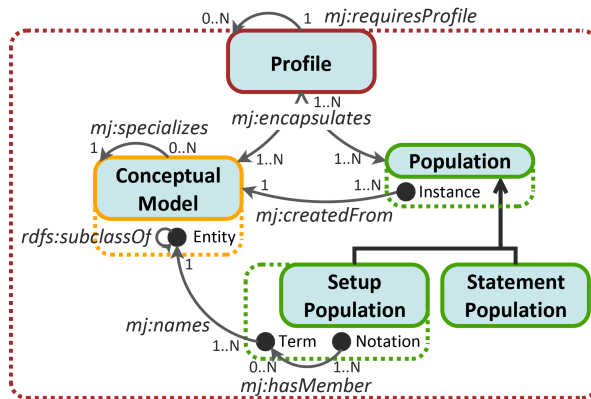 0..N
1
mj:requiresProfile
Profile
1..N
mj:encapsulates
mj:specializes
1
0..N
1..N
1..N
Population
Conceptual
Model
1
1..N
Instance
mj:createdFrom
rdfs:subclassOf
Entity
1
Setup
Population
Statement
Population
mj:names
1..N
Term
Notation
0..N
1..N
mj:hasMember